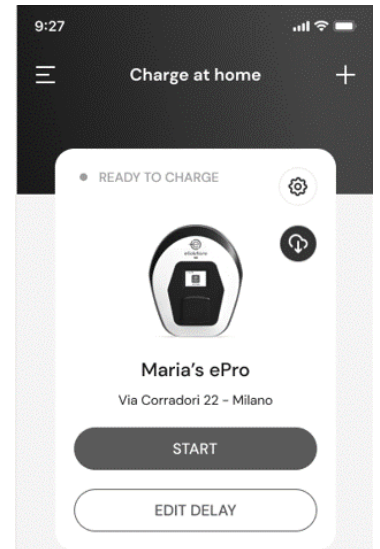 9:27
Charge at home
READY TO CHARGE
Maria's ePro
Via Corradori 22 - Milano
START
EDIT DELAY